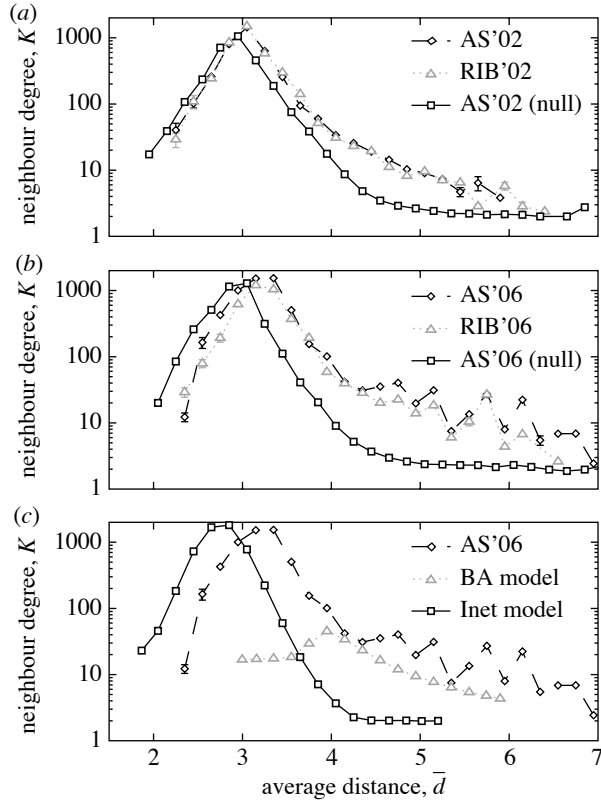 (a)
1000
100
10
1
neighbour degree, K
AS’02
RIB’02
AS’02 (null)
(b)
1000
100
10
1
neighbour degree, K
AS’06
RIB’06
AS’06 (null)
(c)
1000
100
10
1
neighbour degree, K
AS’06
BA model
Inet model
2 3 4 5 6 7
average distance, d̅